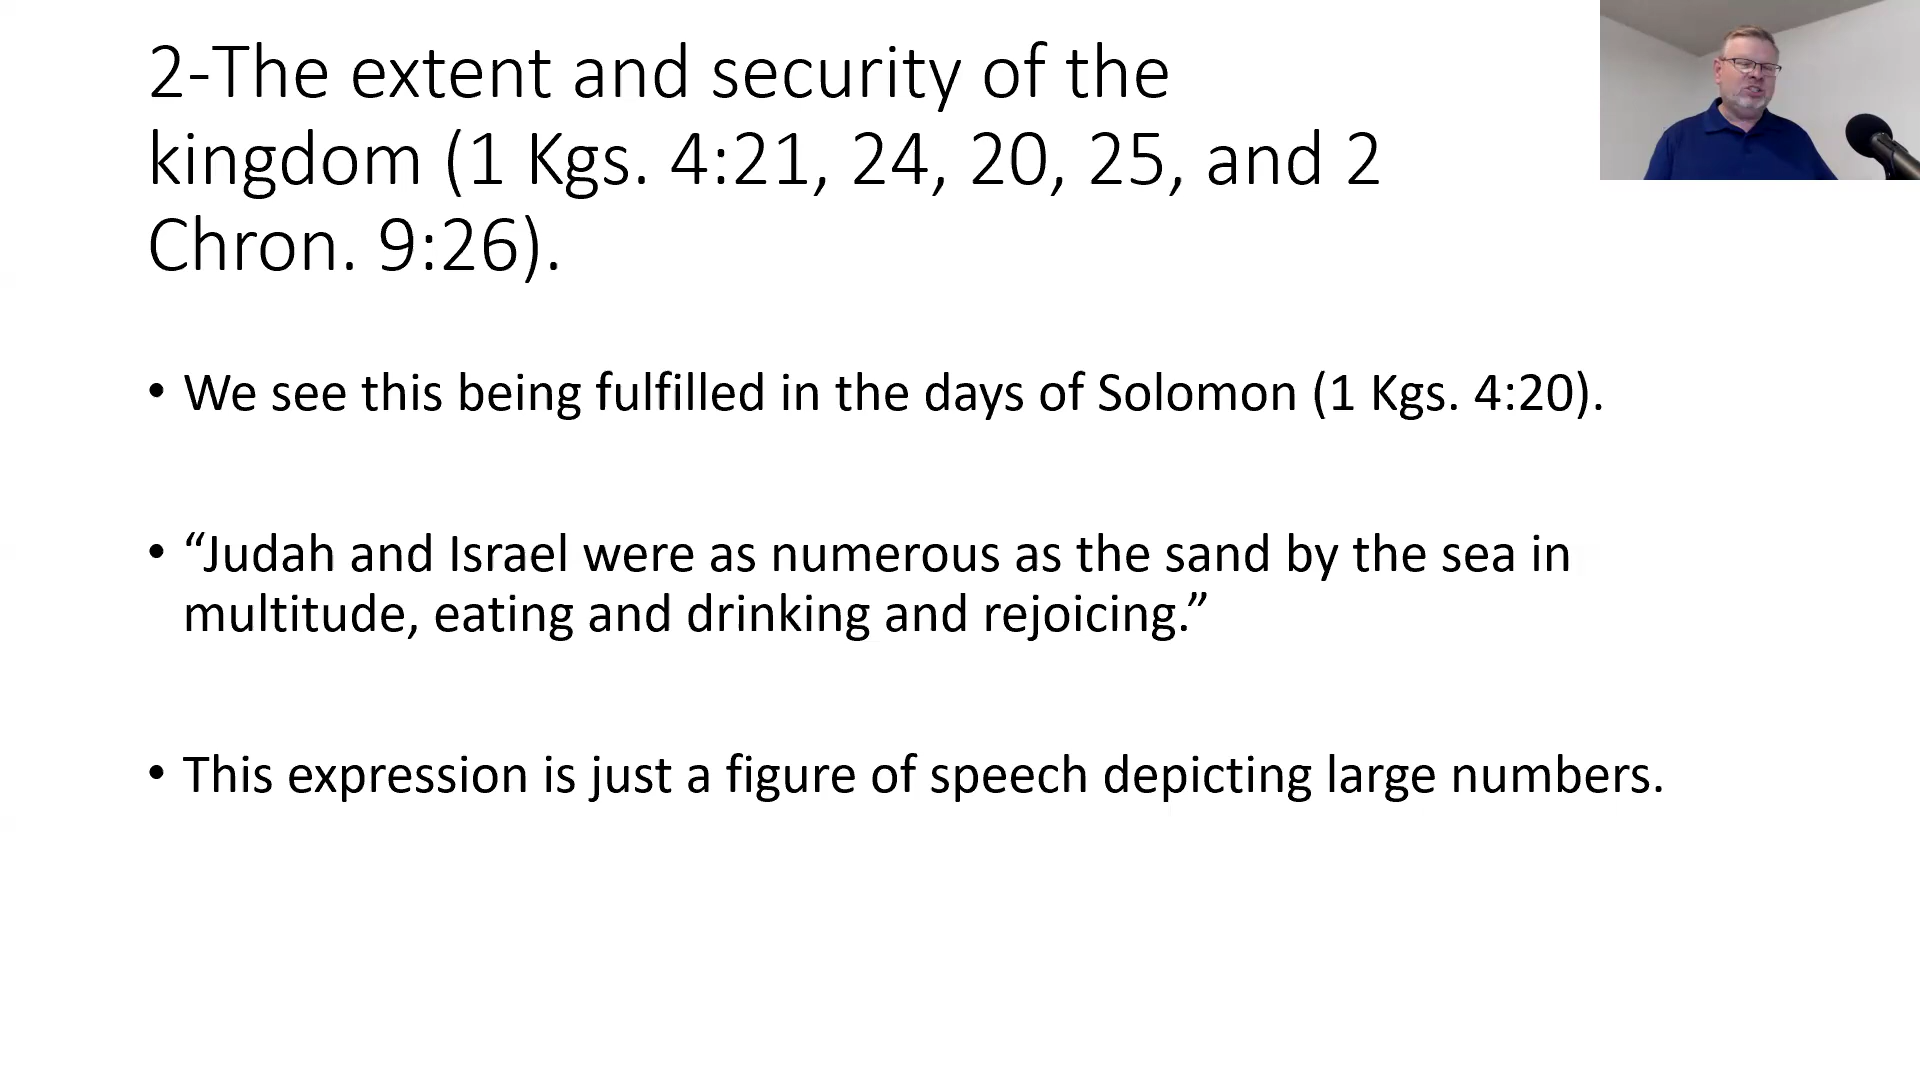 2-The extent and security of the
kingdom (1 Kgs. 4:21, 24, 20, 25, and 2
Chron. 9:26).
• We see this being fulfilled in the days of Solomon (1 Kgs. 4:20).
• “Judah and Israel were as numerous as the sand by the sea in
multitude, eating and drinking and rejoicing.”
• This expression is just a figure of speech depicting large numbers.